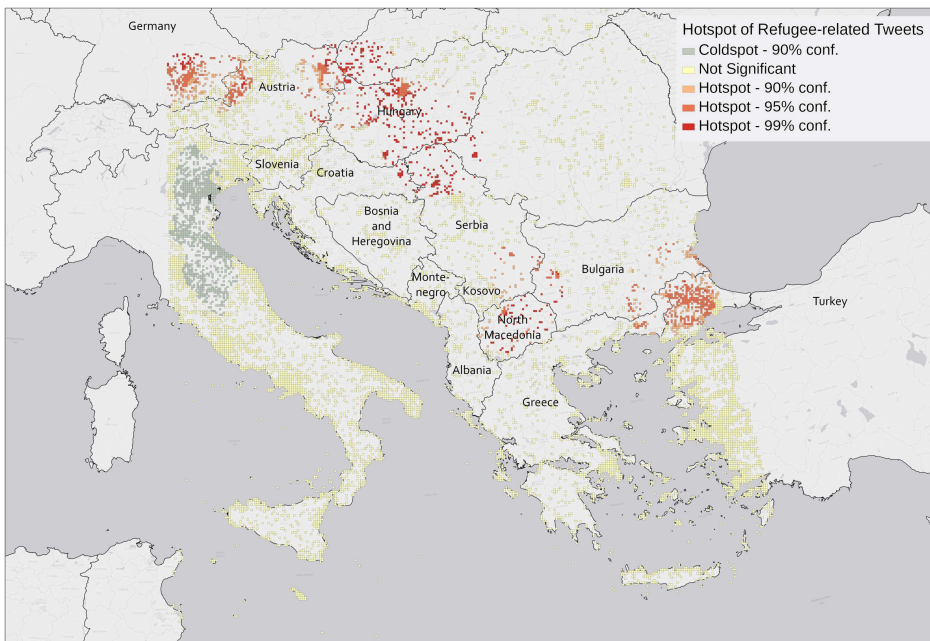 Hotspot of Refugee-related Tweets
Coldspot - 90% conf.
Not Significant
Hotspot - 90% conf.
Hotspot - 95% conf.
Hotspot - 99% conf.
Germany
Austria
Hungary
Slovenia
Croatia
Bosnia
and
Heregovina
Serbia
Monte-
negro
Kosovo
Bulgaria
North
Macedonia
Albania
Greece
Turkey